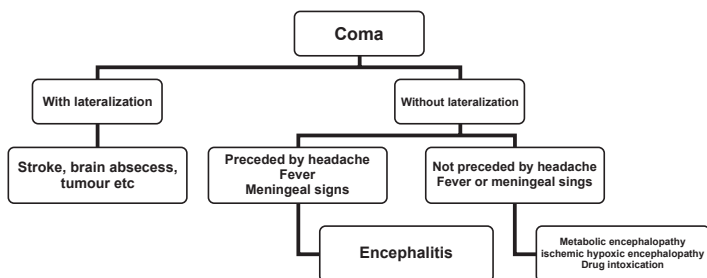 Coma
With lateralization
Without lateralization
Stroke, brain absecess,
tumour etc
Preceded by headache
Fever
Meningeal signs
Not preceded by headache
Fever or meningeal sings
Encephalitis
Metabolic encephalopathy
ischemic hypoxic encephalopathy
Drug intoxication